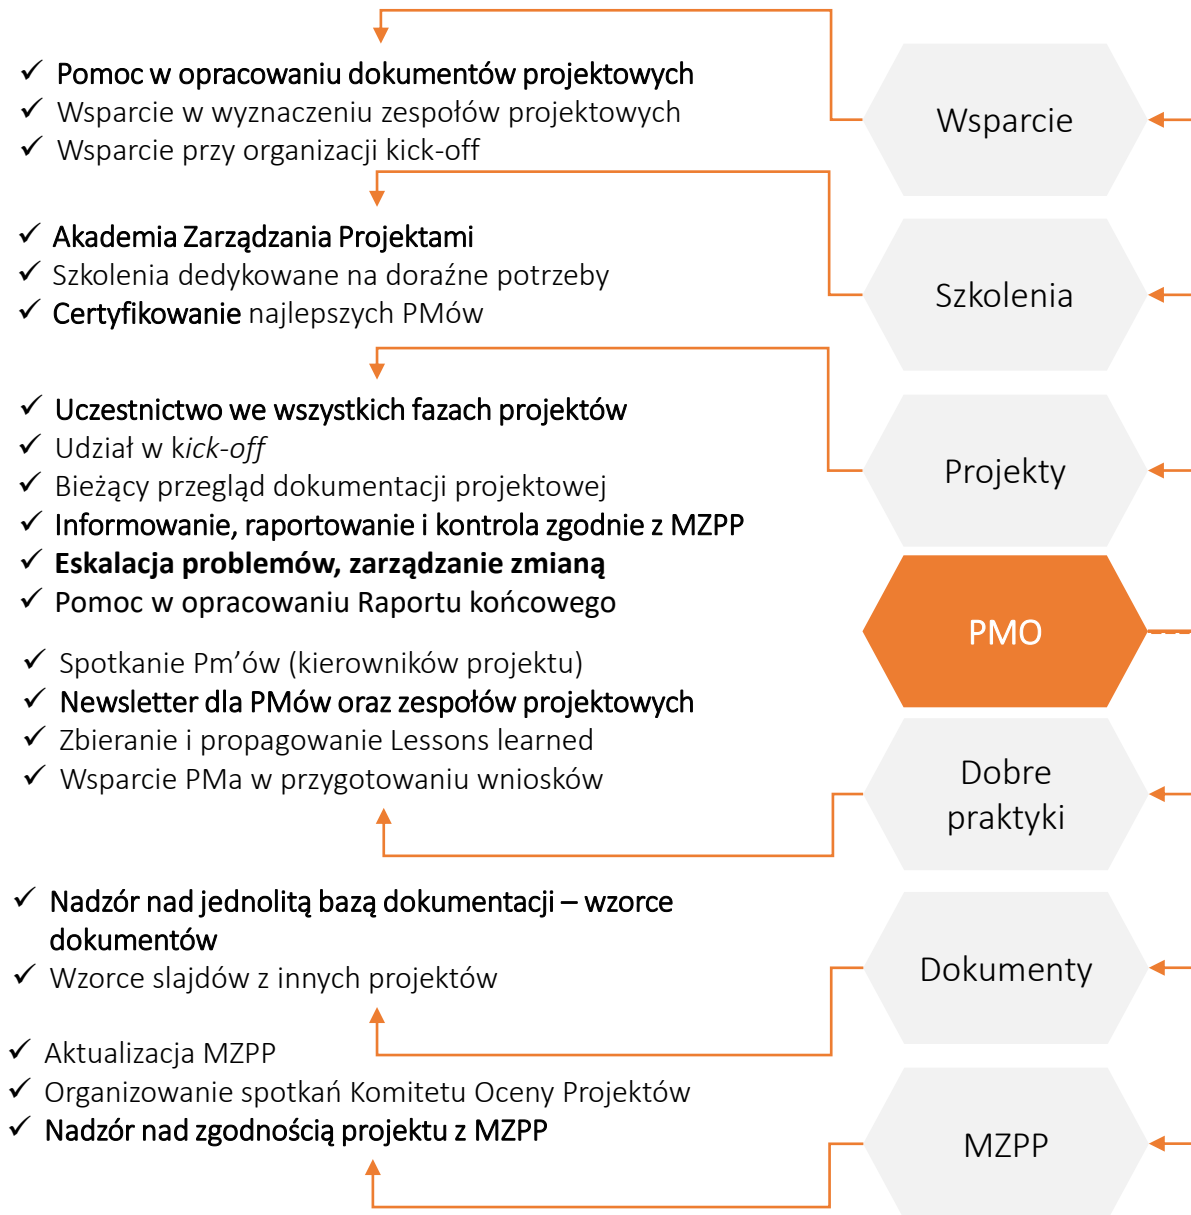 Pomoc w opracowaniu dokumentów projektowych
Wsparcie w wyznaczeniu zespołów projektowych
Wsparcie przy organizacji kick-off
Wsparcie
Akademia Zarządzania Projektami
Szkolenia dedykowane na doraźne potrzeby
Certyfikowanie najlepszych PMów
Szkolenia
Uczestnictwo we wszystkich fazach projektów
Udział w kick-off
Bieżący przegląd dokumentacji projektowej
Informowanie, raportowanie i kontrola zgodnie z MZPP
Eskalacja problemów, zarządzanie zmianą
Pomoc w opracowaniu Raportu końcowego
Projekty
PMO
Spotkanie Pm’ów (kierowników projektu)
Newsletter dla PMów oraz zespołów projektowych
Zbieranie i propagowanie Lessons learned
Wsparcie PMa w przygotowaniu wniosków
Dobre
praktyki
Nadzór nad jednolitą bazą dokumentacji – wzorce
dokumentów
Wzorce slajdów z innych projektów
Dokumenty
Aktualizacja MZPP
Organizowanie spotkań Komitetu Oceny Projektów
Nadzór nad zgodnością projektu z MZPP
MZPP